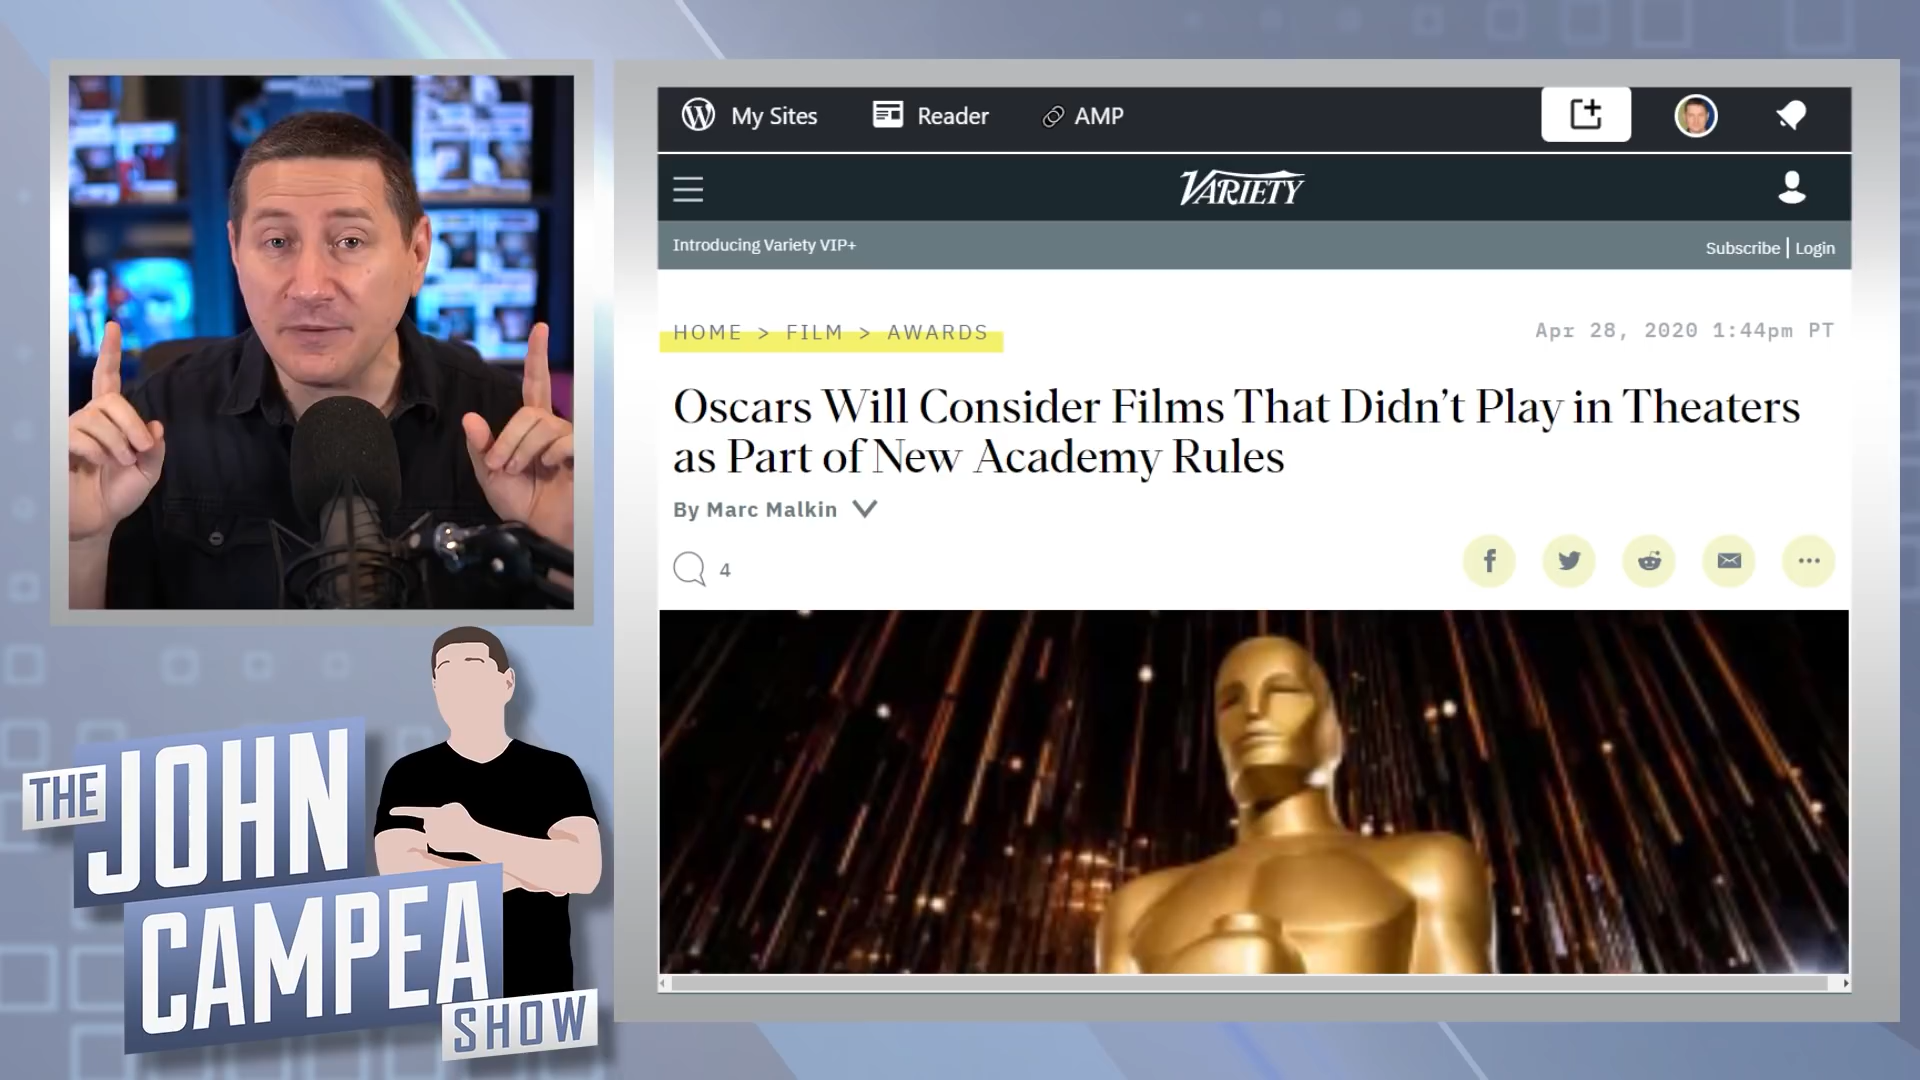 My Sites
Reader
AMP
VARIETY
Introducing Variety VIP+
Subscribe | Login
HOME > FILM > AWARDS
Apr 28, 2020 1:44pm PT
Oscars Will Consider Films That Didn’t Play in Theaters
as Part of New Academy Rules
By Marc Malkin
4
THE
JOHN
CAMPEA
SHOW